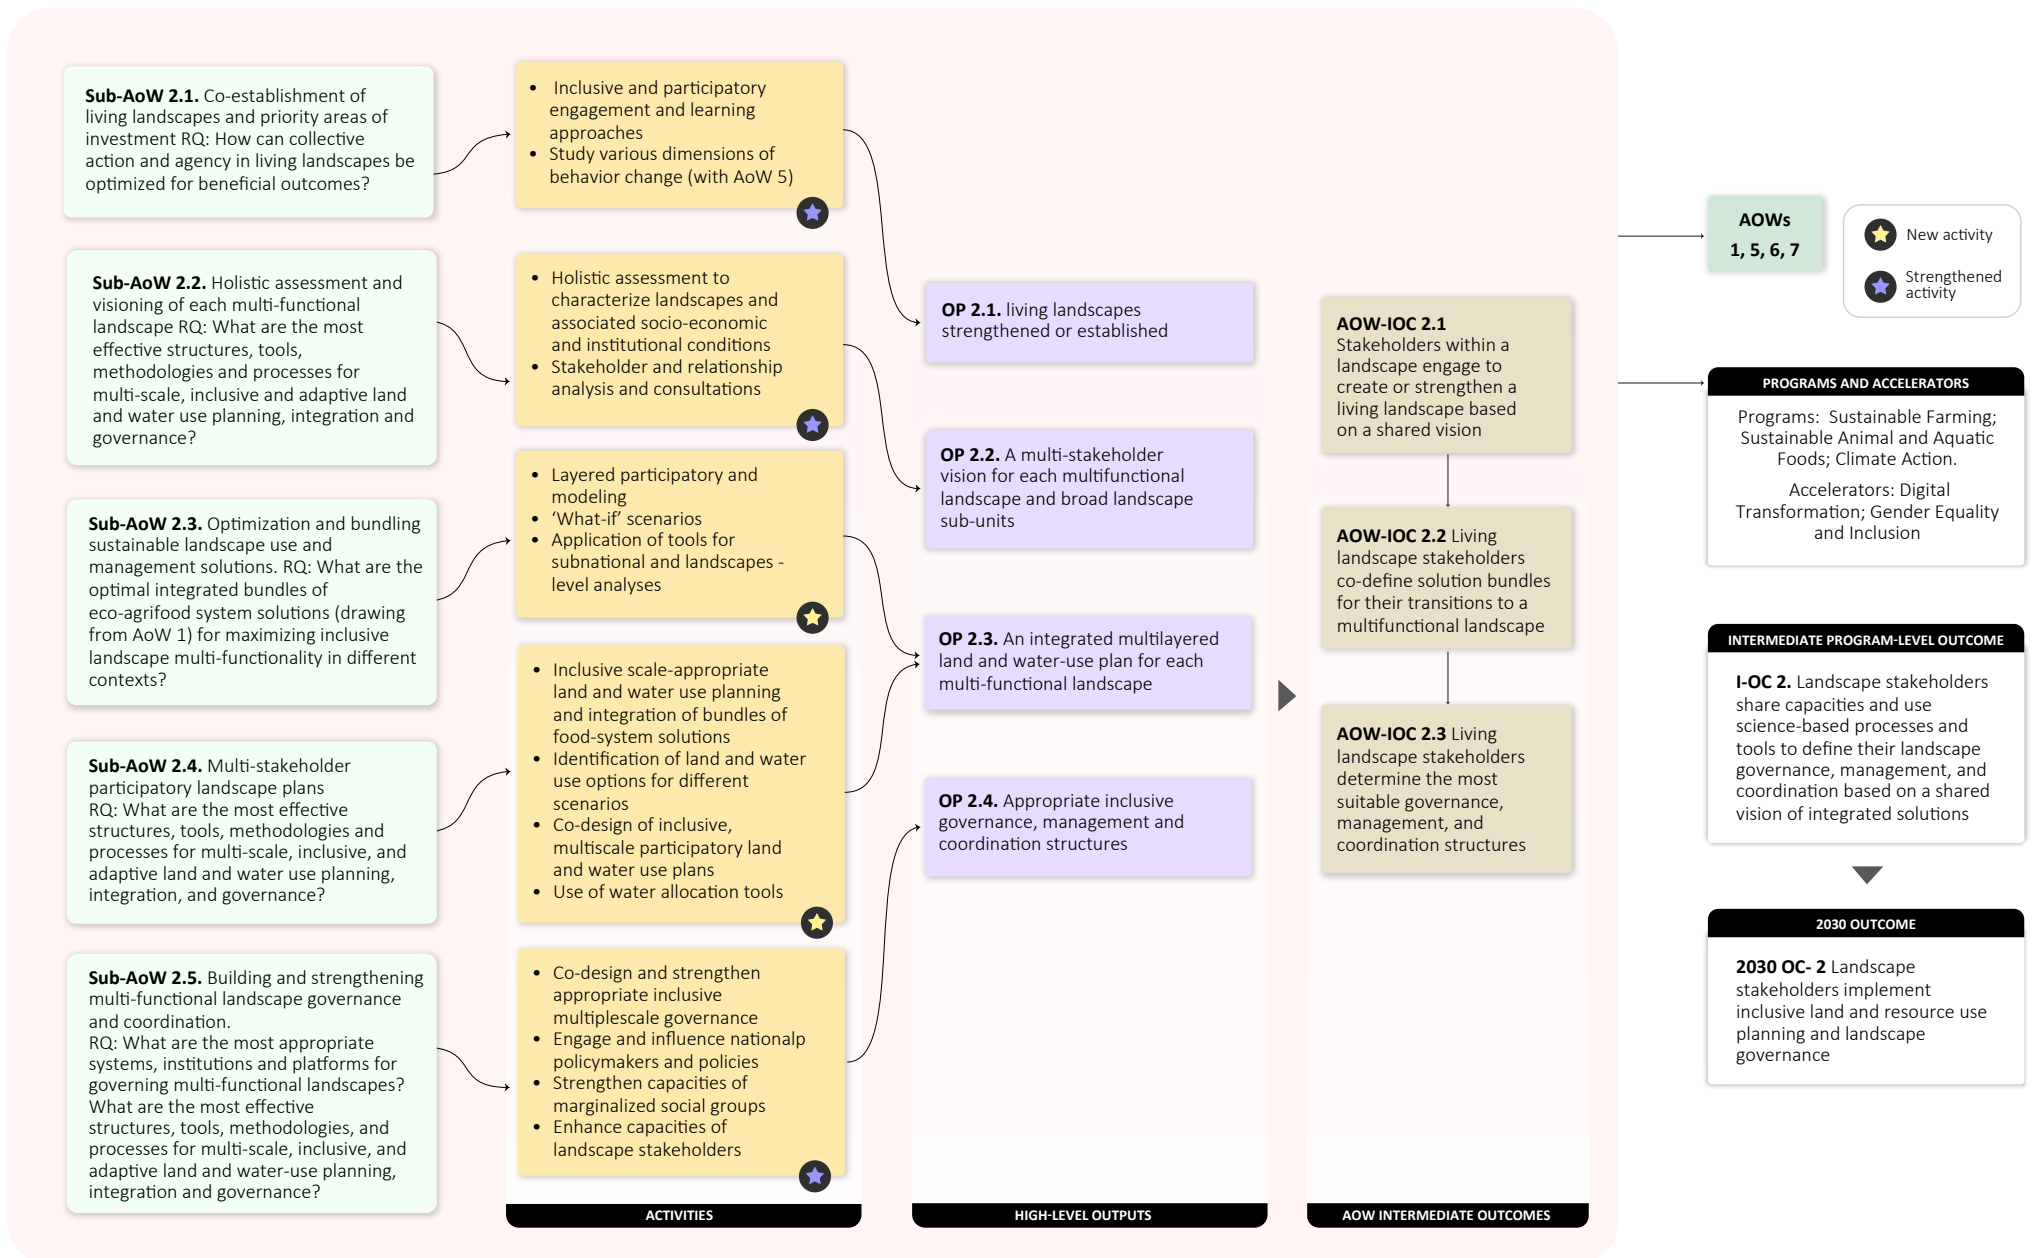 Sub-AoW 2.1. Co-establishment of
living landscapes and priority areas of
investment RQ: How can collective
action and agency in living landscapes be
optimized for beneficial outcomes?
Sub-AoW 2.2. Holistic assessment and
visioning of each multi-functional
landscape RQ: What are the most
effective structures, tools,
methodologies and processes for
multi-scale, inclusive and adaptive land
and water use planning, integration and
governance?
Sub-AoW 2.3. Optimization and bundling
sustainable landscape use and
management solutions. RQ: What are the
optimal integrated bundles of
eco-agrifood system solutions (drawing
from AoW 1) for maximizing inclusive
landscape multi-functionality in different
contexts?
Sub-AoW 2.4. Multi-stakeholder
participatory landscape plans
RQ: What are the most effective
structures, tools, methodologies and
processes for multi-scale, inclusive, and
adaptive land and water use planning,
integration, and governance?
Sub-AoW 2.5. Building and strengthening
multi-functional landscape governance
and coordination.
RQ: What are the most appropriate
systems, institutions and platforms for
governing multi-functional landscapes?
What are the most effective
structures, tools, methodologies, and
processes for multi-scale, inclusive, and
adaptive land and water-use planning,
integration and governance?
• Inclusive and participatory
engagement and learning
approaches
• Study various dimensions of
behavior change (with AoW 5)
• Holistic assessment to
characterize landscapes and
associated socio-economic
and institutional conditions
• Stakeholder and relationship
analysis and consultations
• Layered participatory and
modeling
• ‘What-if’ scenarios
• Application of tools for
subnational and landscapes -
level analyses
• Inclusive scale-appropriate
land and water use planning
and integration of bundles of
food-system solutions
• Identification of land and water
use options for different
scenarios
• Co-design of inclusive,
multiscale participatory land
and water use plans
• Use of water allocation tools
• Co-design and strengthen
appropriate inclusive
multiplescale governance
• Engage and influence nationalp
policymakers and policies
• Strengthen capacities of
marginalized social groups
• Enhance capacities of
landscape stakeholders
ACTIVITIES
OP 2.1. living landscapes
strengthened or established
OP 2.2. A multi-stakeholder
vision for each multifunctional
landscape and broad landscape
sub-units
OP 2.3. An integrated multilayered
land and water-use plan for each
multi-functional landscape
OP 2.4. Appropriate inclusive
governance, management and
coordination structures
HIGH-LEVEL OUTPUTS
AOW-IOC 2.1
Stakeholders within a
landscape engage to
create or strengthen a
living landscape based
on a shared vision
AOW-IOC 2.2 Living
landscape stakeholders
co-define solution bundles
for their transitions to a
multifunctional landscape
AOW-IOC 2.3 Living
landscape stakeholders
determine the most
suitable governance,
management, and
coordination structures
AOW INTERMEDIATE OUTCOMES
AOWs
1, 5, 6, 7
New activity
Strengthened
activity
PROGRAMS AND ACCELERATORS
Programs: Sustainable Farming;
Sustainable Animal and Aquatic
Foods; Climate Action.
Accelerators: Digital
Transformation; Gender Equality
and Inclusion
INTERMEDIATE PROGRAM-LEVEL OUTCOME
I-OC 2. Landscape stakeholders
share capacities and use
science-based processes and
tools to define their landscape
governance, management, and
coordination based on a shared
vision of integrated solutions
2030 OUTCOME
2030 OC- 2 Landscape
stakeholders implement
inclusive land and resource use
planning and landscape
governance